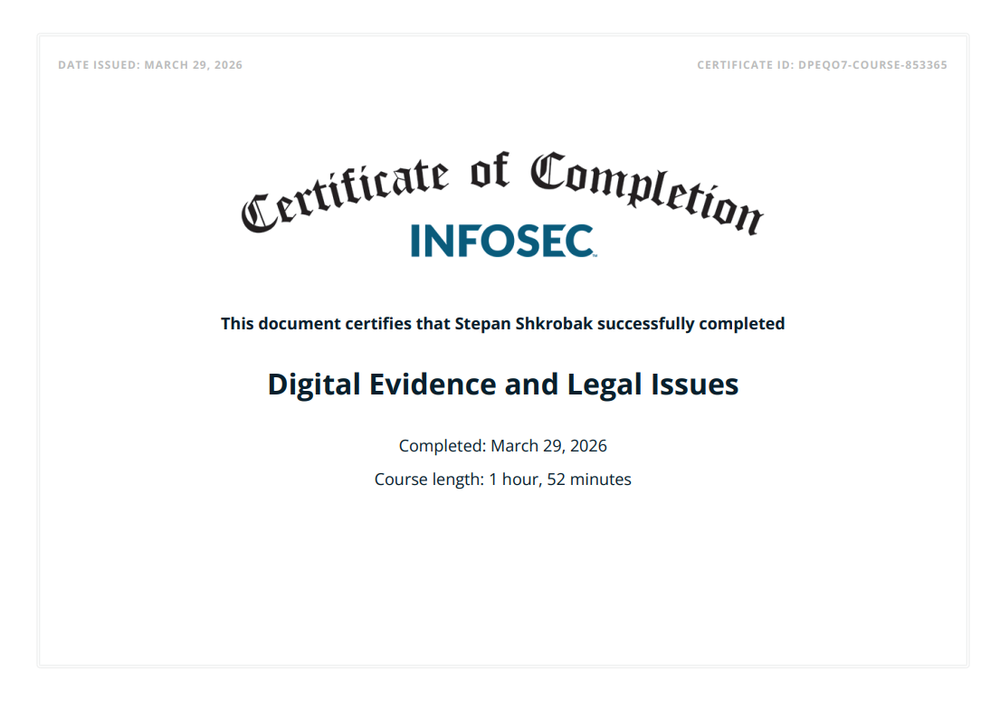 DATE ISSUED: MARCH 29, 2026
CERTIFICATE ID: DPEQO7-COURSE-853365
Certificate of Completion
INFOSEC™
This document certifies that Stepan Shkrobak successfully completed
Digital Evidence and Legal Issues
Completed: March 29, 2026
Course length: 1 hour, 52 minutes